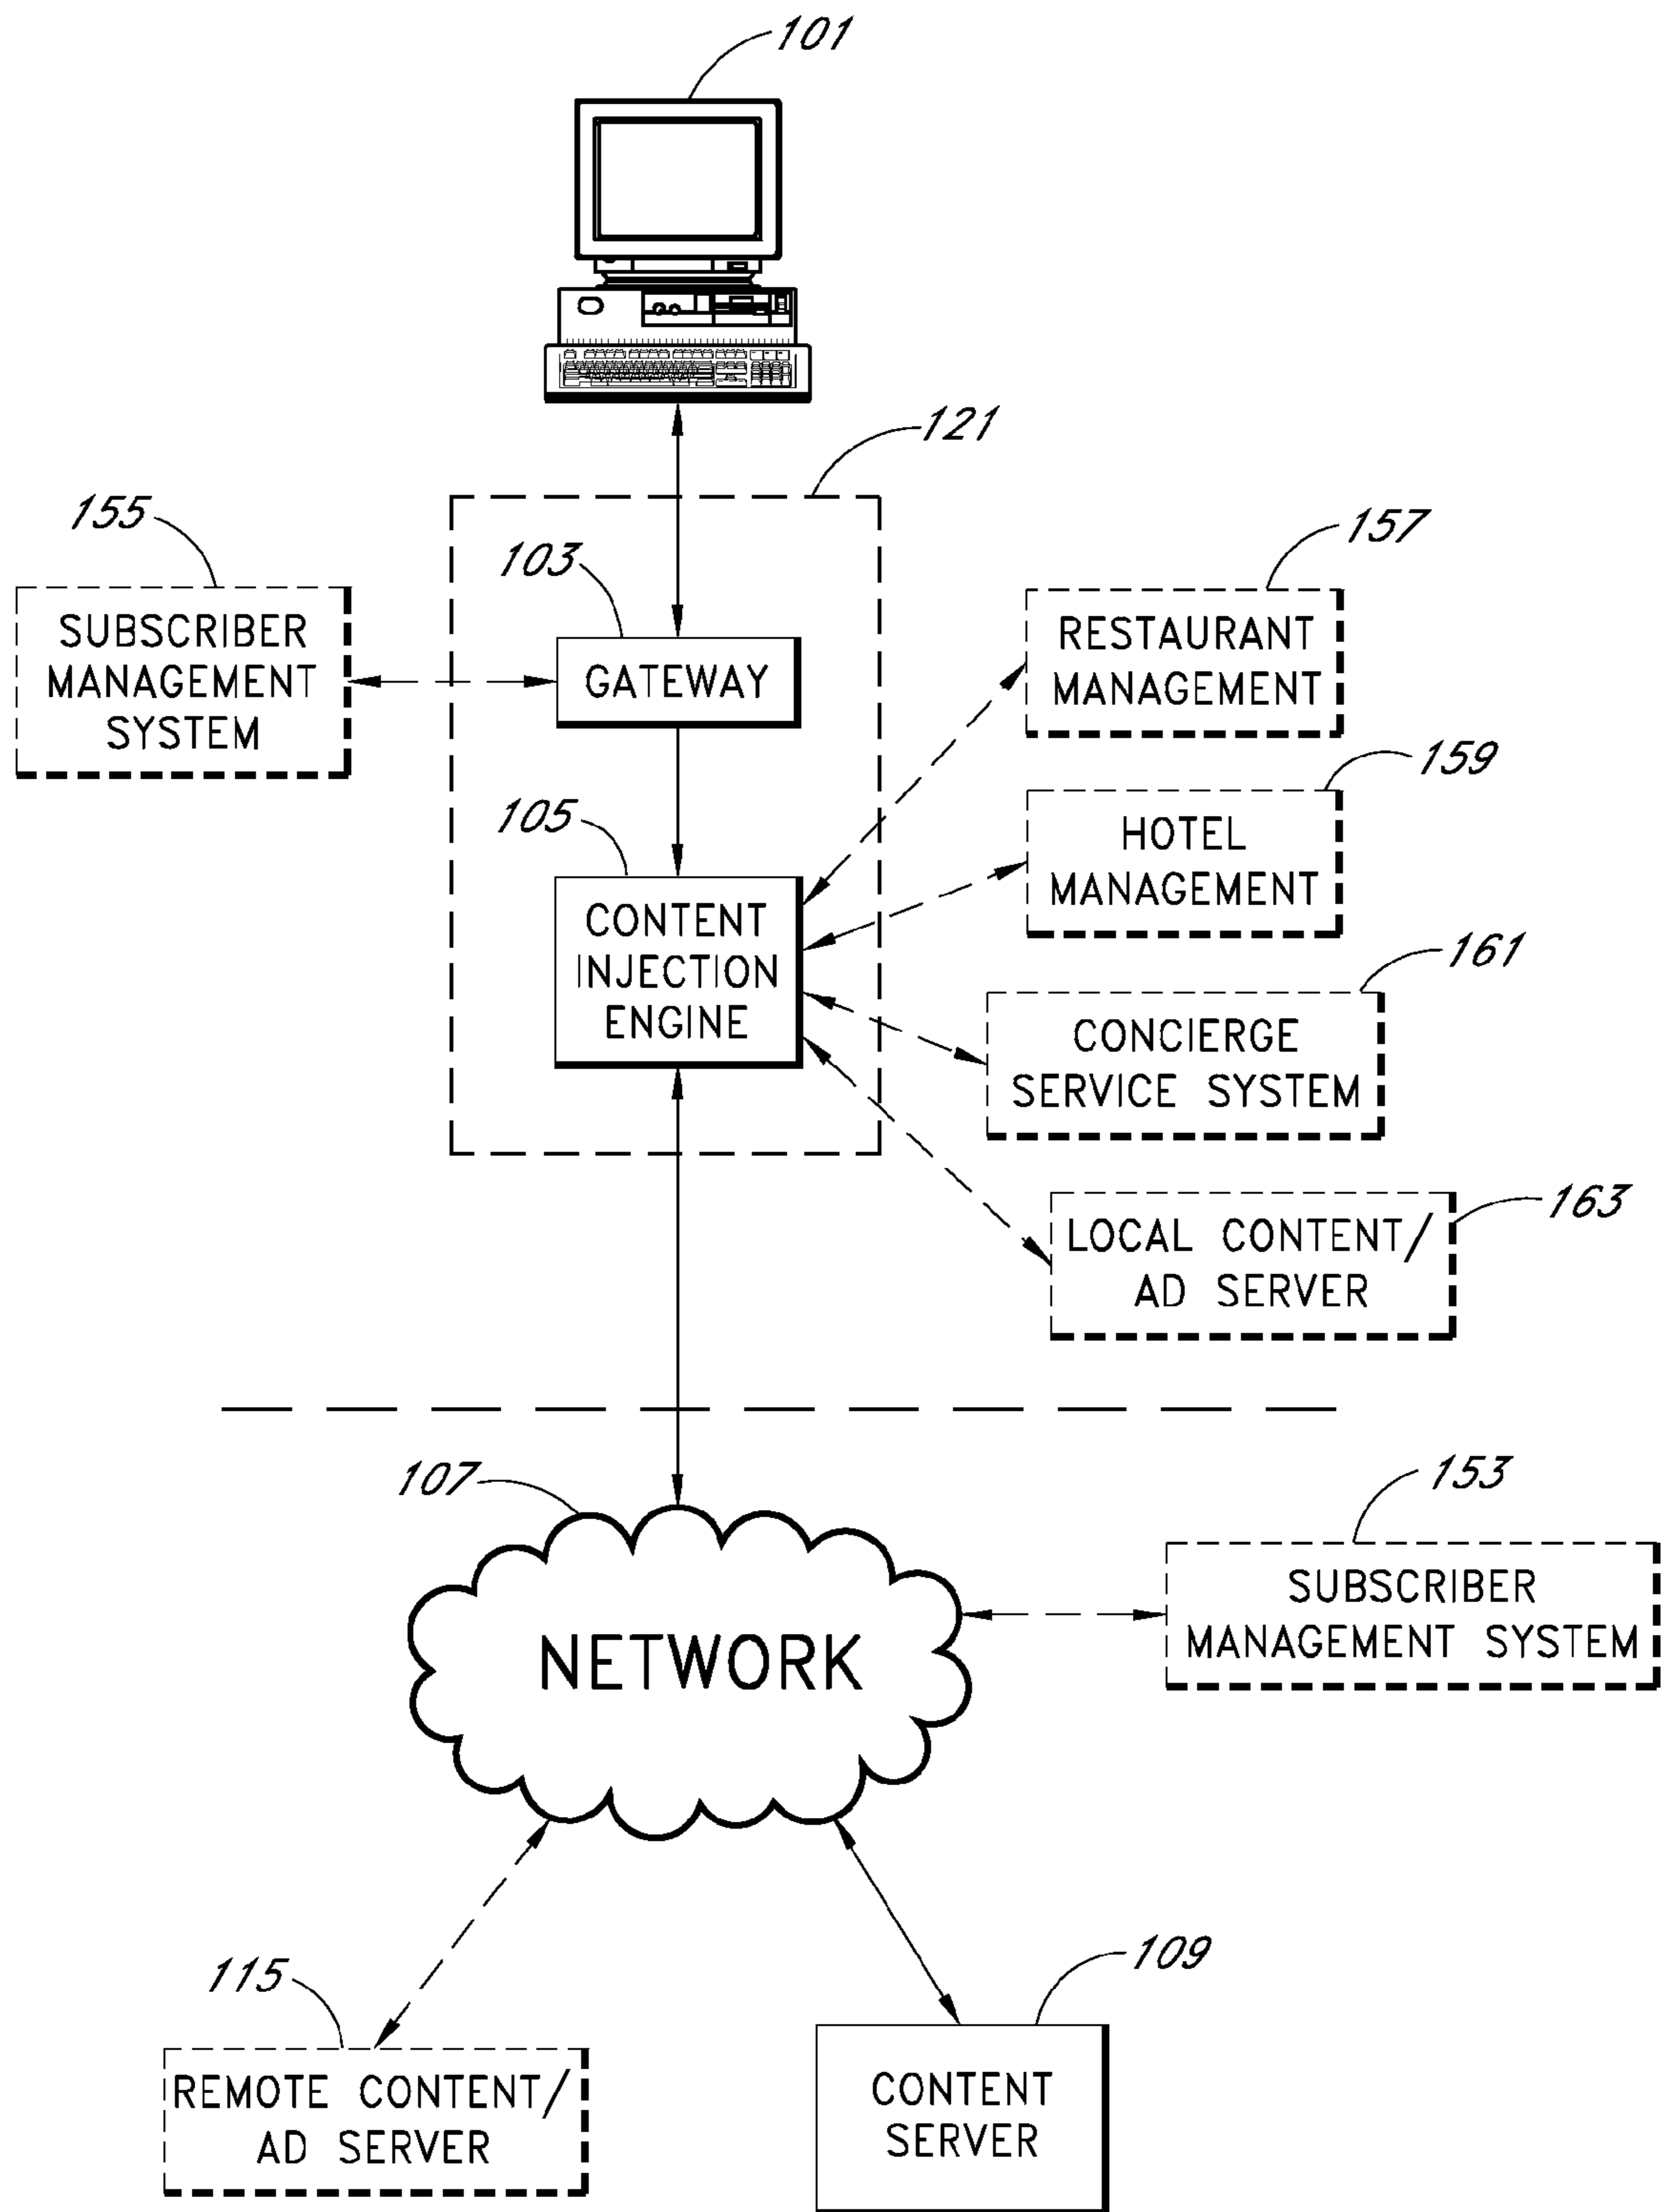 101
121
155
SUBSCRIBER
MANAGEMENT
SYSTEM
103
GATEWAY
157
RESTAURANT
MANAGEMENT
159
HOTEL
MANAGEMENT
105
CONTENT
INJECTION
ENGINE
161
CONCIERGE
SERVICE SYSTEM
163
LOCAL CONTENT/
AD SERVER
107
NETWORK
153
SUBSCRIBER
MANAGEMENT SYSTEM
115
REMOTE CONTENT/
AD SERVER
109
CONTENT
SERVER